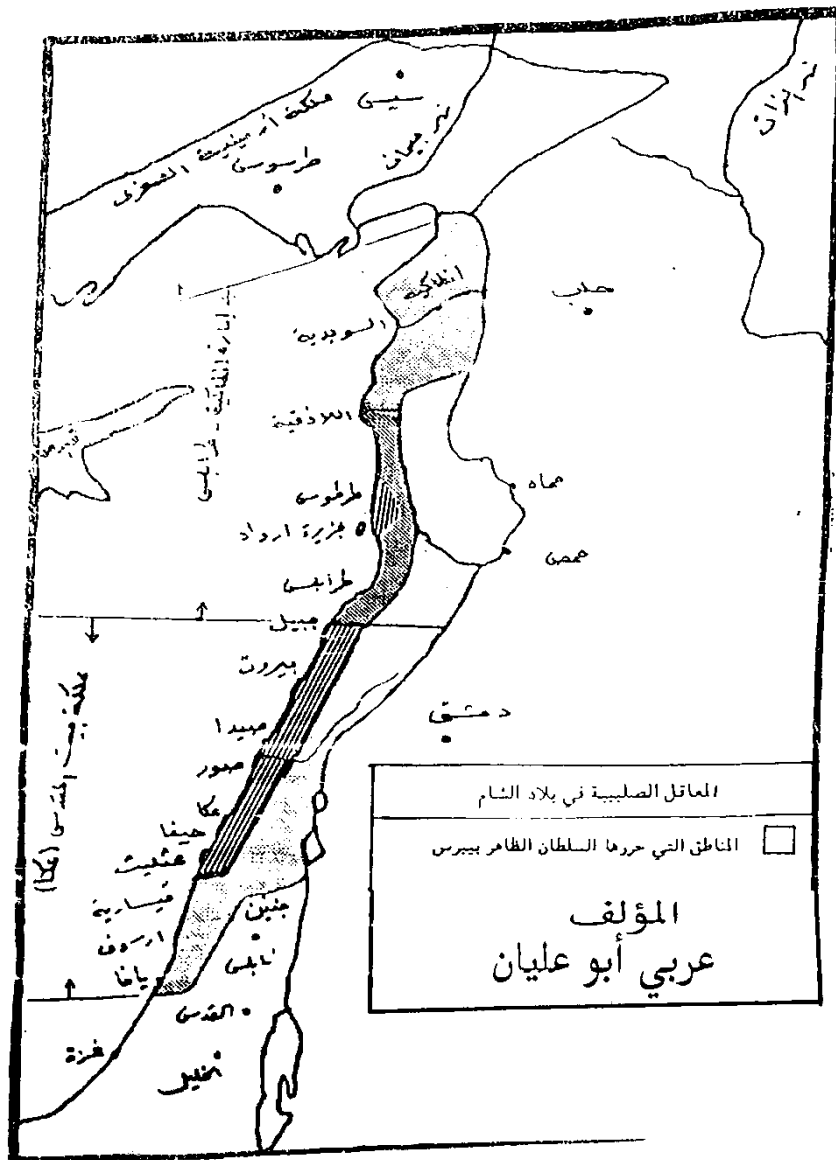 سيس
نهر جيحان
نهر الفرات
مملكة أرمينية الصغرى
طرسوس
انطاكية
حلب
السويدية
إمارة انطاكية - طرابلس
اللاذقية
قبرص
حماه
طرطوس
جزيرة ارواد
حمص
طرابلس
جبيل
بيروت
دمشق
صيدا
صور
مملكة بيت المقدس (عكا)
عكا
حيفا
عثليت
قيسارية
جنين
ارسوف
نابلس
يافا
القدس
غزة
الخليل
المعاقل الصليبية في بلاد الشام
المناطق التي حررها السلطان الظاهر بيبرس
المؤلف
عربي أبو عليان